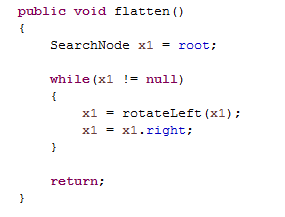 public void flatten()
{
    SearchNode x1 = root;

    while(x1 != null)
    {
        x1 = rotateLeft(x1);
        x1 = x1.right;
    }

    return;
}